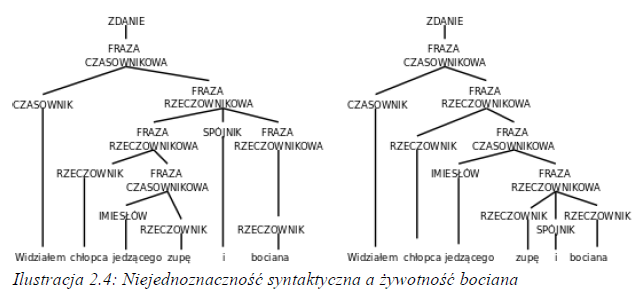 ZDANIE ZDANIE
FRAZA FRAZA
CZASOWNIKOWA CZASOWNIKOWA
FRAZA FRAZA
CZASOWNIK RZECZOWNIKOWA CZASOWNIK RZECZOWNIKOWA
FRAZA SPÓJNIK FRAZA FRAZA
RZECZOWNIKOWA RZECZOWNIKOWA RZECZOWNIK CZASOWNIKOWA
RZECZOWNIK FRAZA IMIESŁÓW FRAZA
CZASOWNIKOWA RZECZOWNIKOWA
IMIESŁÓW RZECZOWNIK RZECZOWNIK
RZECZOWNIK RZECZOWNIK SPÓJNIK
Widziałem chłopca jedzącego zupę i bociana Widziałem chłopca jedzącego zupę i bociana
Ilustracja 2.4: Niejednoznaczność syntaktyczna a żywotność bociana